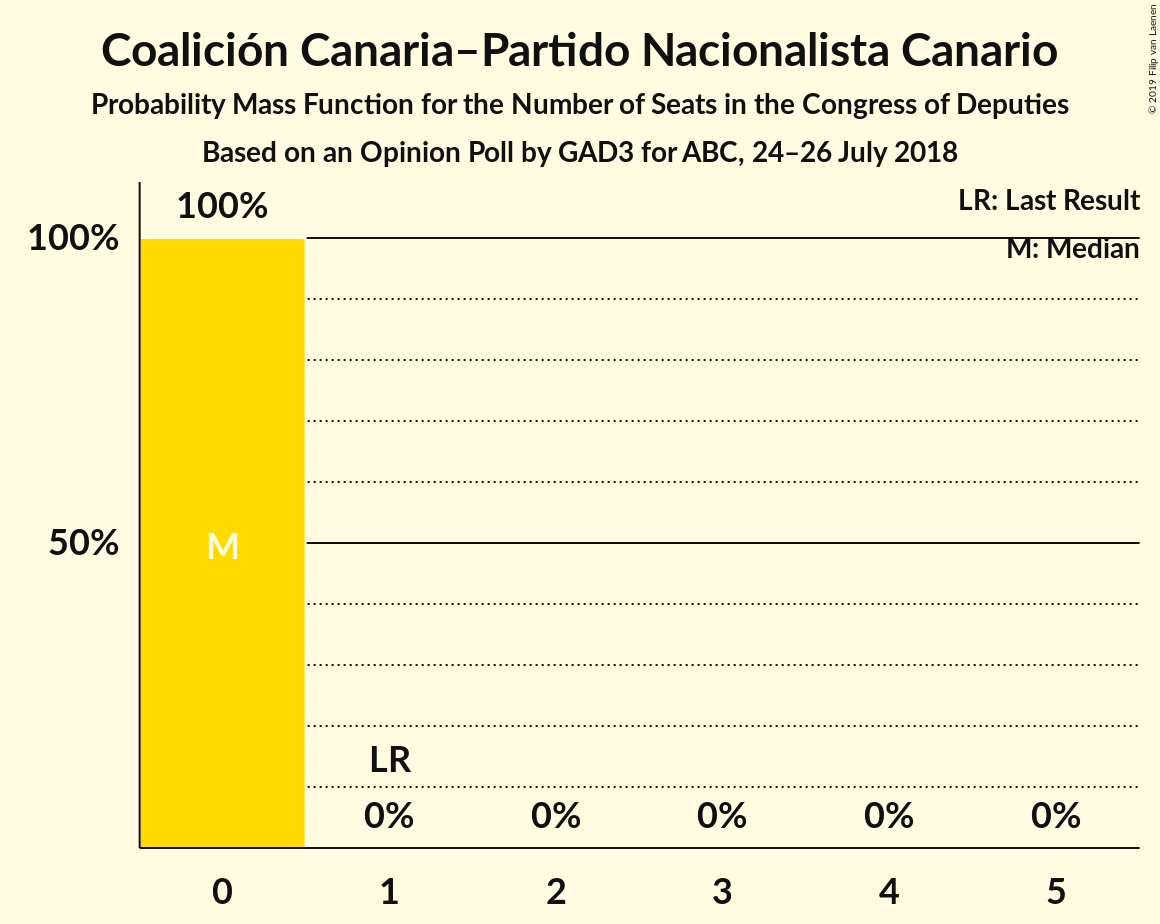 Coalición Canaria–Partido Nacionalista Canario
Probability Mass Function for the Number of Seats in the Congress of Deputies
Based on an Opinion Poll by GAD3 for ABC, 24–26 July 2018
© 2019 Filip van Laenen
LR: Last Result
M: Median
100%
100%
50%
M
LR
0% 0% 0% 0% 0%
0 1 2 3 4 5